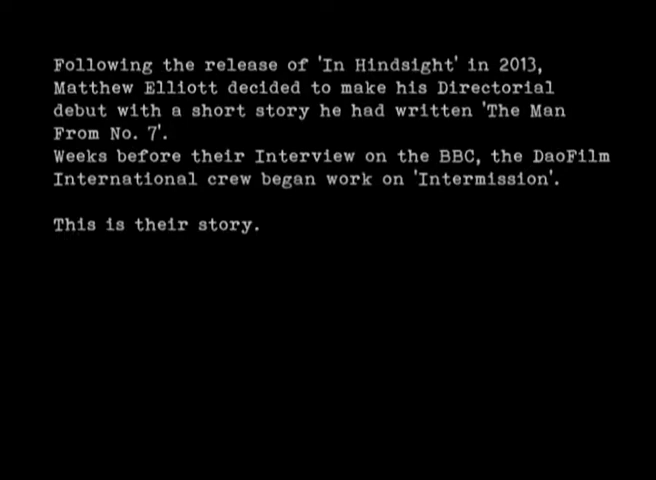 Following the release of 'In Hindsight' in 2013,
Matthew Elliott decided to make his Directorial
debut with a short story he had written 'The Man
From No. 7'.
Weeks before their Interview on the BBC, the DaoFilm
International crew began work on 'Intermission'.
This is their story.